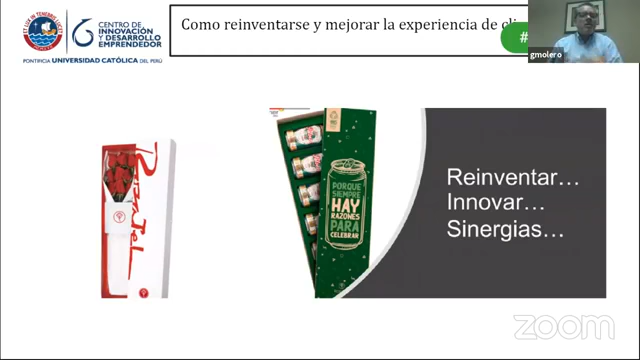 CENTRO DE
INNOVACIÓN
Y DESARROLLO
EMPRENDEDOR
PONTIFICIA UNIVERSIDAD CATÓLICA DEL PERÚ
Como reinventarse y mejorar la experiencia de
#
gmolero
Rosatel
PORQUE
SIEMPRE
HAY
RAZONES
PARA
CELEBRAR
Reinventar…
Innovar…
Sinergias…
zoom